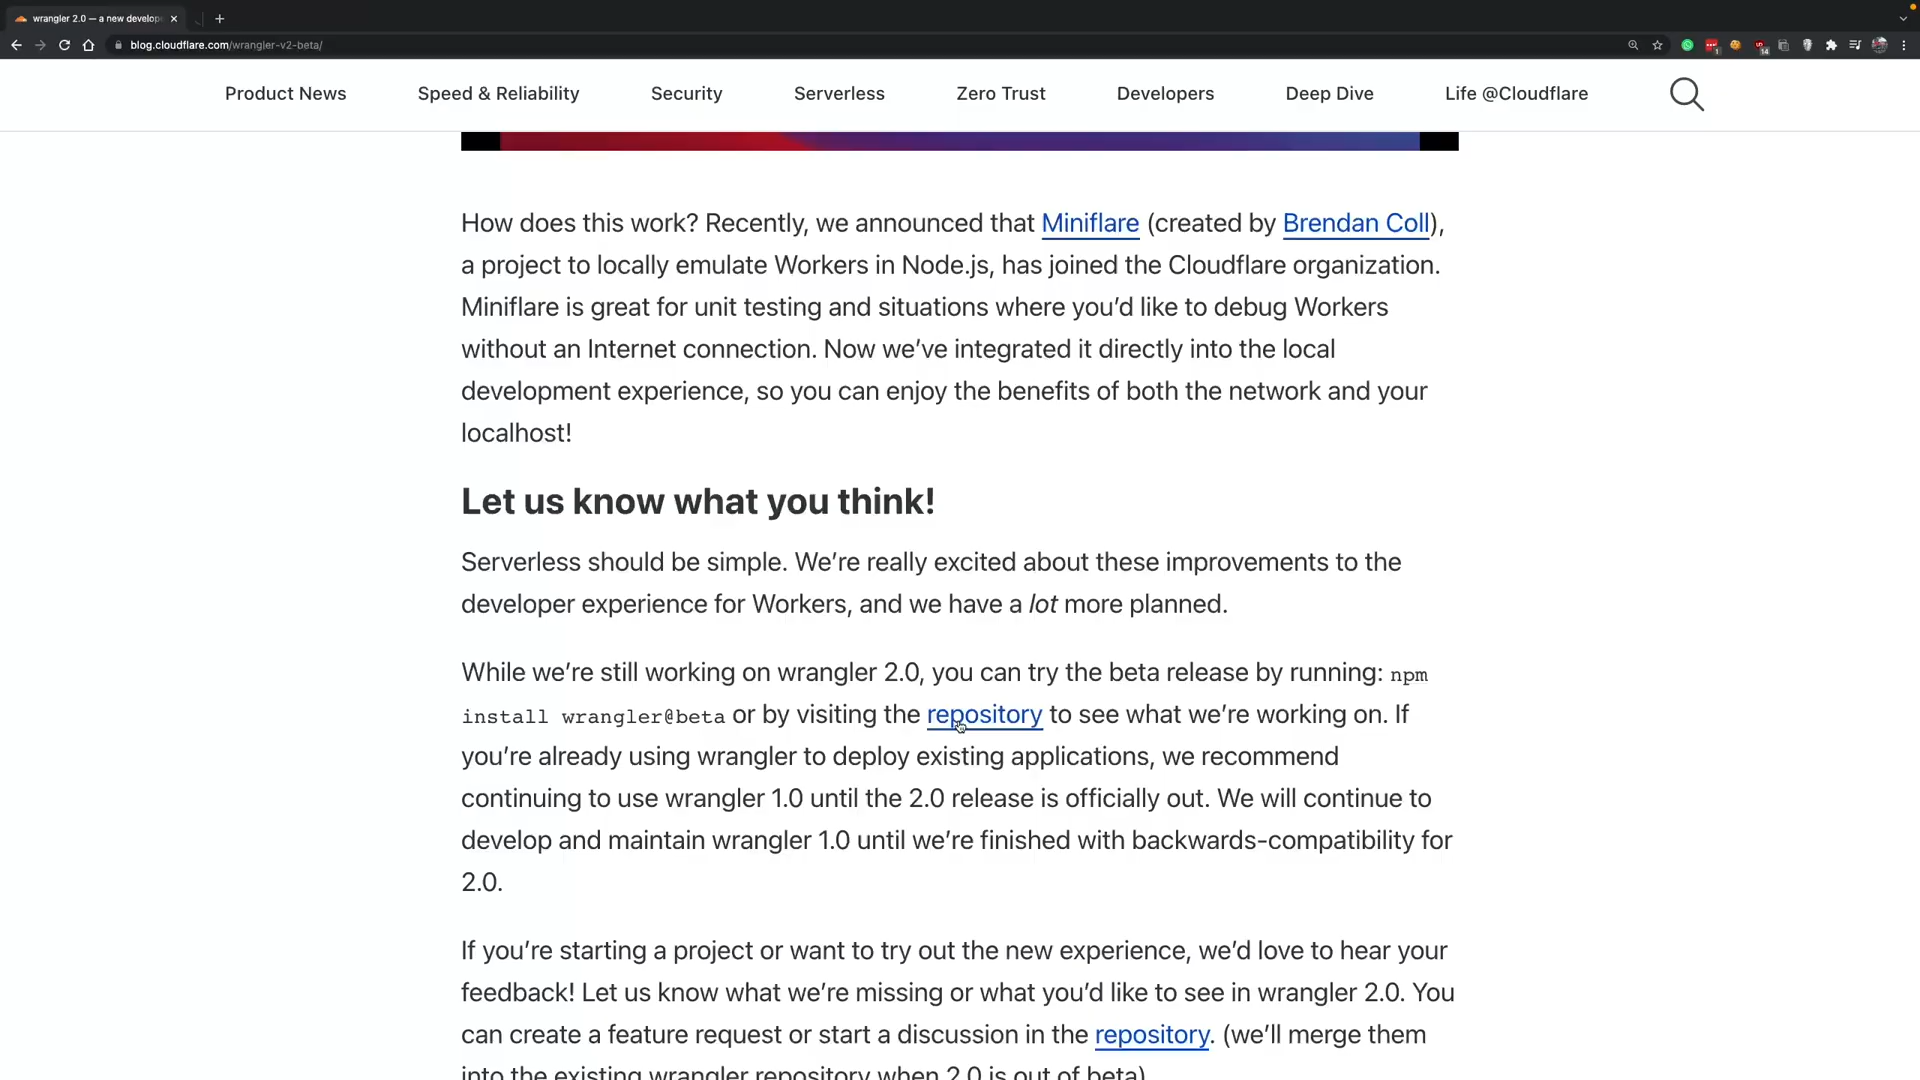 wrangler 2.0 — a new develop
blog.cloudflare.com/wrangler-v2-beta/
1
14
Product News
Speed & Reliability
Security
Serverless
Zero Trust
Developers
Deep Dive
Life @Cloudflare
How does this work? Recently, we announced that Miniflare (created by Brendan Coll),
a project to locally emulate Workers in Node.js, has joined the Cloudflare organization.
Miniflare is great for unit testing and situations where you’d like to debug Workers
without an Internet connection. Now we’ve integrated it directly into the local
development experience, so you can enjoy the benefits of both the network and your
localhost!
Let us know what you think!
Serverless should be simple. We’re really excited about these improvements to the
developer experience for Workers, and we have a lot more planned.
While we’re still working on wrangler 2.0, you can try the beta release by running: npm
install wrangler@beta or by visiting the repository to see what we’re working on. If
you’re already using wrangler to deploy existing applications, we recommend
continuing to use wrangler 1.0 until the 2.0 release is officially out. We will continue to
develop and maintain wrangler 1.0 until we’re finished with backwards-compatibility for
2.0.
If you’re starting a project or want to try out the new experience, we’d love to hear your
feedback! Let us know what we’re missing or what you’d like to see in wrangler 2.0. You
can create a feature request or start a discussion in the repository. (we’ll merge them
into the existing wrangler repository when 2.0 is out of beta)